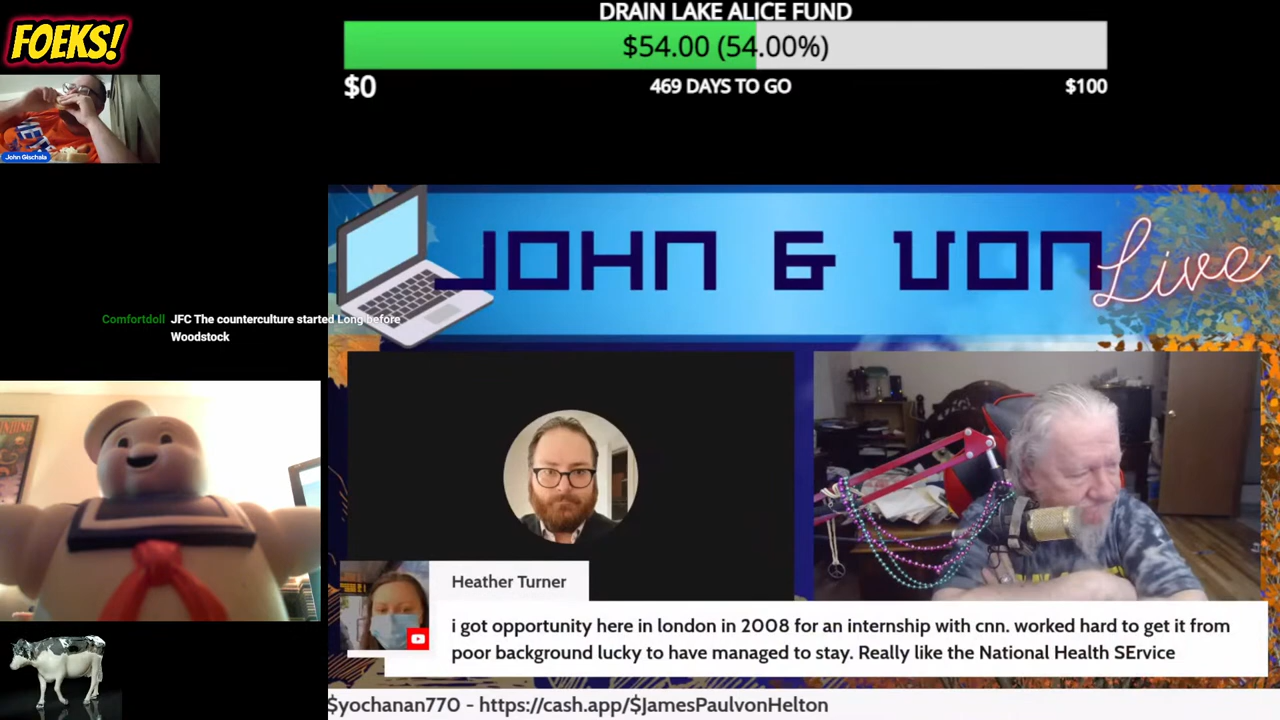 DRAIN LAKE ALICE FUND
$54.00 (54.00%)
$0
469 DAYS TO GO
$100
FOEKS!
John Gischala
JOHN & VON Live
Comfortdoll JFC The counterculture started Long before
Woodstock
Heather Turner
i got opportunity here in london in 2008 for an internship with cnn. worked hard to get it from
poor background lucky to have managed to stay. Really like the National Health SErvice
$yochanan770 - https://cash.app/$JamesPaulvonHelton